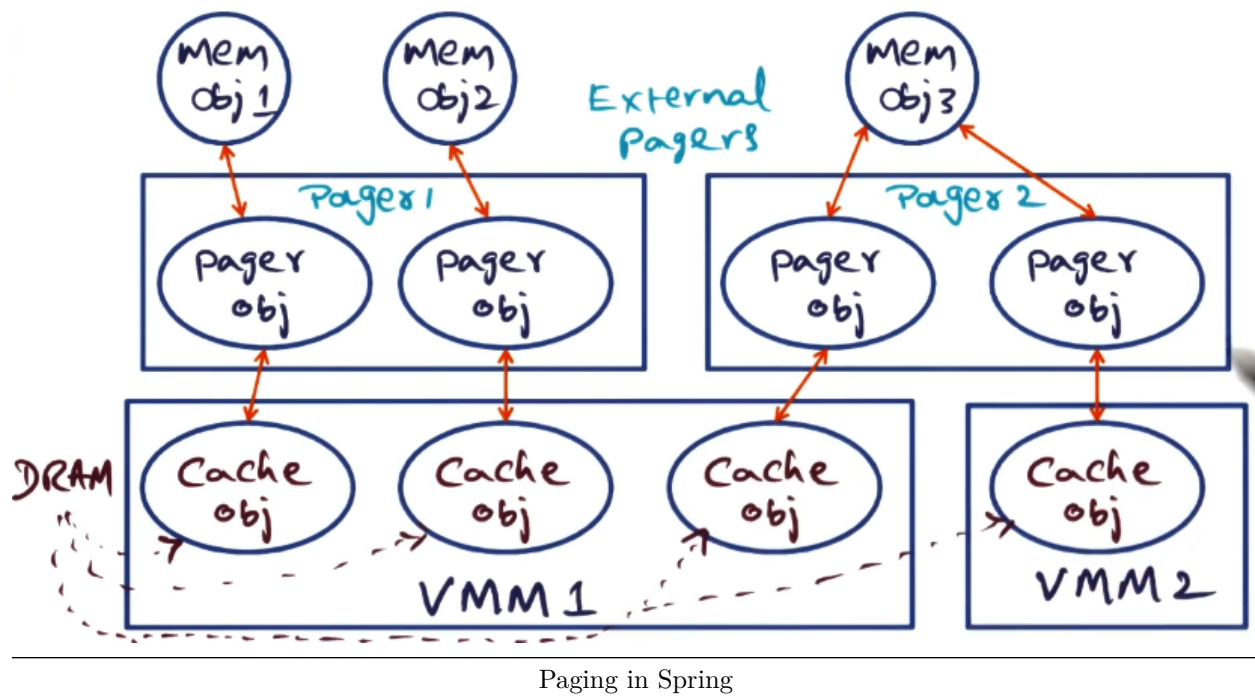 mem
obj 1
mem
obj2
External
pagers
mem
obj3
Pager 1
Pager 2
pager
obj
pager
obj
pager
obj
pager
obj
DRAM
Cache
obj
Cache
obj
Cache
obj
Cache
obj
VMM 1
VMM 2
Paging in Spring